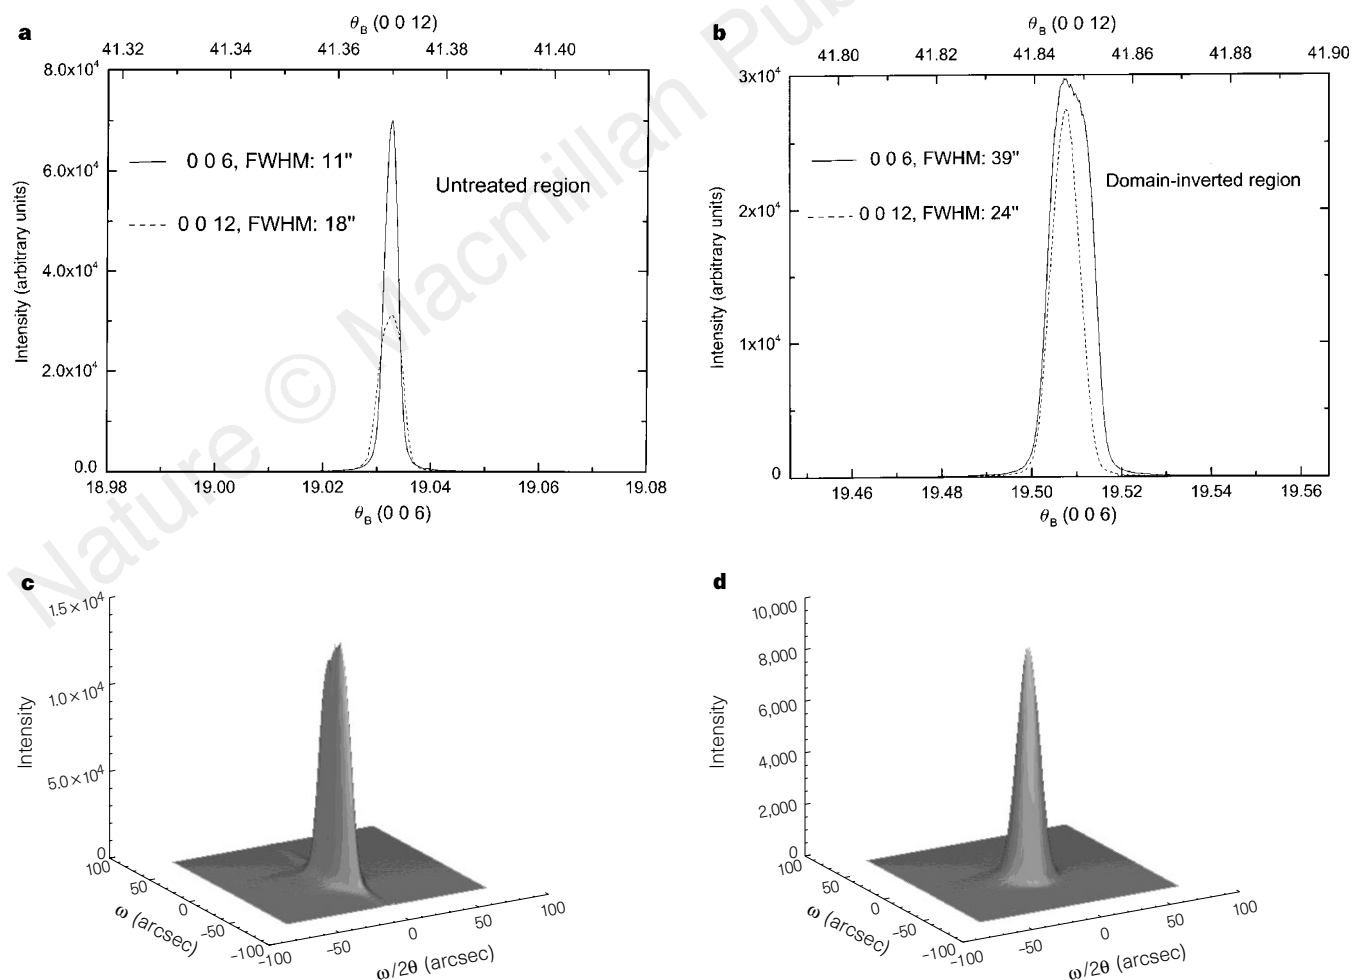 a
θB (0 0 12)
41.32 41.34 41.36 41.38 41.40
8.0x10⁴
6.0x10⁴
4.0x10⁴
2.0x10⁴
0.0
Intensity (arbitrary units)
0 0 6, FWHM: 11"
0 0 12, FWHM: 18"
Untreated region
18.98 19.00 19.02 19.04 19.06 19.08
θB (0 0 6)
b
θB (0 0 12)
41.80 41.82 41.84 41.86 41.88 41.90
3x10⁴
2x10⁴
1x10⁴
0
Intensity (arbitrary units)
0 0 6, FWHM: 39"
0 0 12, FWHM: 24"
Domain-inverted region
19.46 19.48 19.50 19.52 19.54 19.56
θB (0 0 6)
c
1.5×10⁴
1.0×10⁴
5.0×10⁴
0
Intensity
100 50 0 -50 -100
ω (arcsec)
-100 -50 0 50 100
ω/2θ (arcsec)
d
10,000
8,000
6,000
4,000
2,000
0
Intensity
100 50 0 -50 -100
ω (arcsec)
-100 -50 0 50 100
ω/2θ (arcsec)
Nature © Macmillan Pub